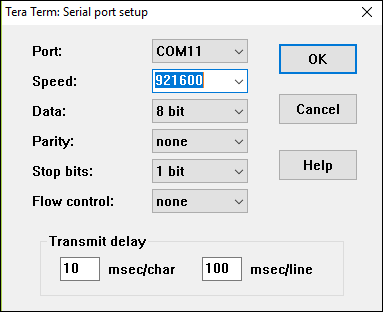 Tera Term: Serial port setup
Port: COM11 OK
Speed: 921600
Data: 8 bit Cancel
Parity: none
Stop bits: 1 bit Help
Flow control: none
Transmit delay
10 msec/char 100 msec/line